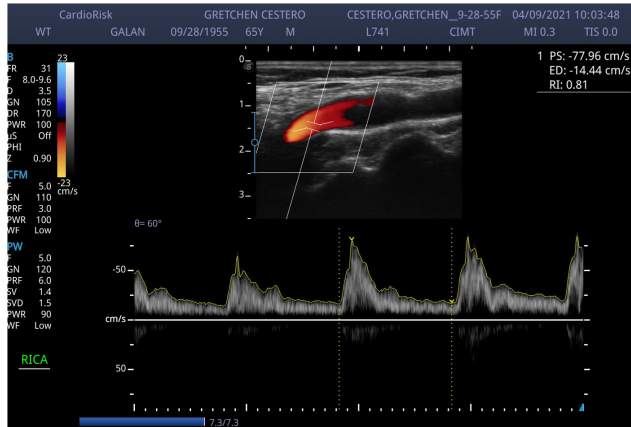 CardioRisk GRETCHEN CESTERO CESTERO,GRETCHEN__9-28-55F 04/09/2021 10:03:48
WT GALAN 09/28/1955 65Y M L741 CIMT MI 0.3 TIS 0.0
B
FR 31
F 8.0-9.6
D 3.5
GN 105
DR 170
PWR 100
µS Off
PHI
Z 0.90
CFM
F 5.0
GN 110
PRF 3.0
PWR 100
WF Low
PW
F 5.0
GN 120
PRF 6.0
SV 1.4
SVD 1.5
PWR 90
WF Low
RICA
23
-23
cm/s
0
1
2
3
1 PS: -77.96 cm/s
ED: -14.44 cm/s
RI: 0.81
θ= 60°
-50
cm/s
50
7.3/7.3